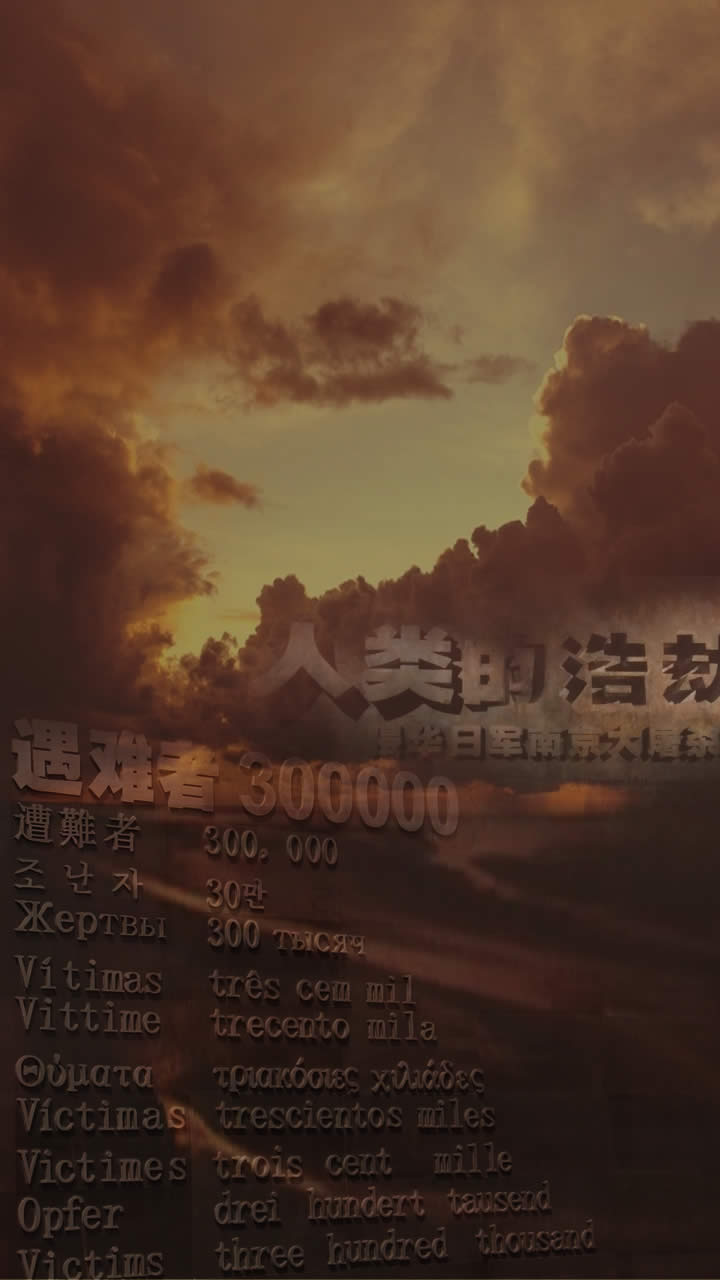 人类的浩劫
侵华日军南京大屠杀
遇难者 300000
遭難者 300，000
조난자 30만
Жертвы 300 тысяч
Vítimas três cem mil
Vittime trecento mila
Θύματα τριακόσιες χιλιάδες
Víctimas trescientos miles
Victimes trois cent mille
Opfer drei hundert tausend
Victims three hundred thousand